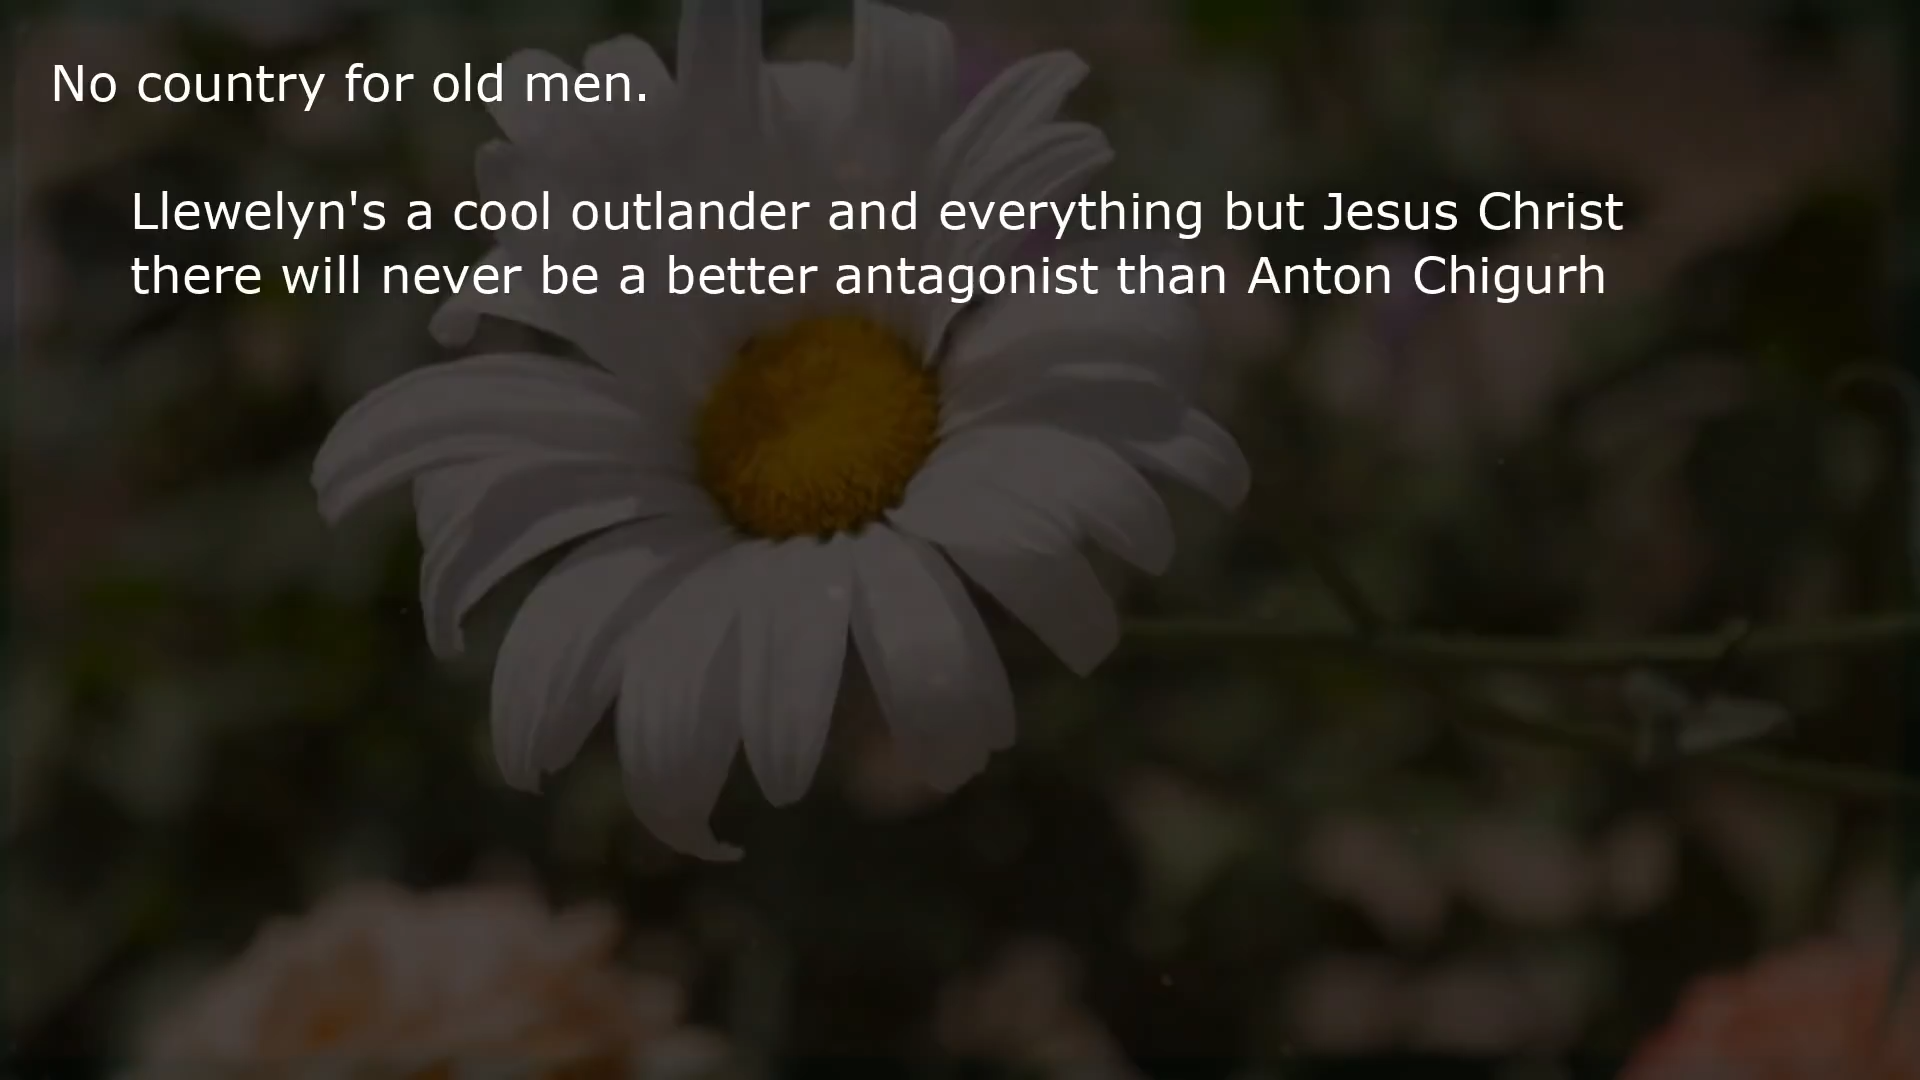 No country for old men.
Llewelyn's a cool outlander and everything but Jesus Christ
there will never be a better antagonist than Anton Chigurh